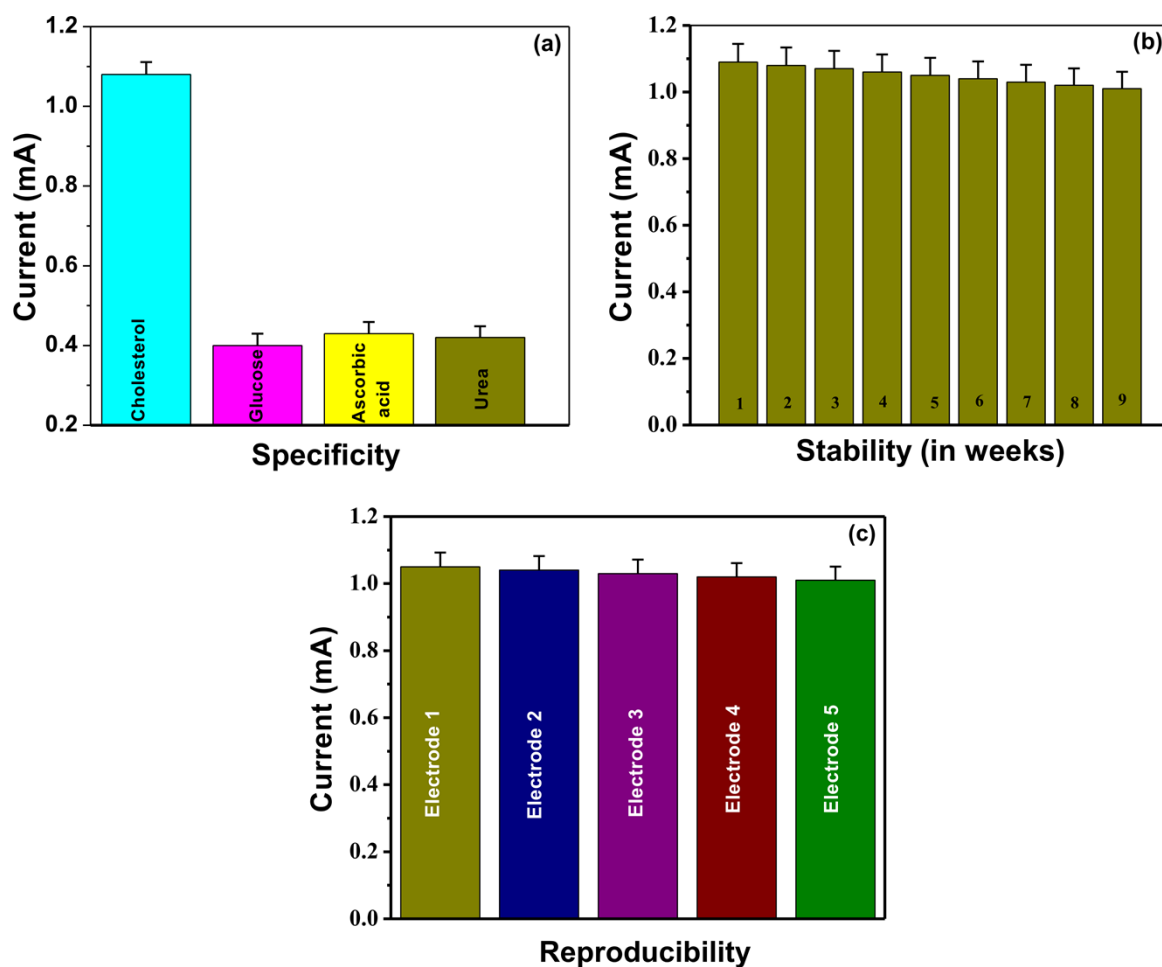 (a)
1.2
1.0
0.8
0.6
0.4
0.2
Current (mA)
Cholesterol
Glucose
Ascorbic
acid
Urea
Specificity
(b)
1.2
1.0
0.8
0.6
0.4
0.2
0.0
Current (mA)
1 2 3 4 5 6 7 8 9
Stability (in weeks)
(c)
1.2
1.0
0.8
0.6
0.4
0.2
0.0
Current (mA)
Electrode 1
Electrode 2
Electrode 3
Electrode 4
Electrode 5
Reproducibility